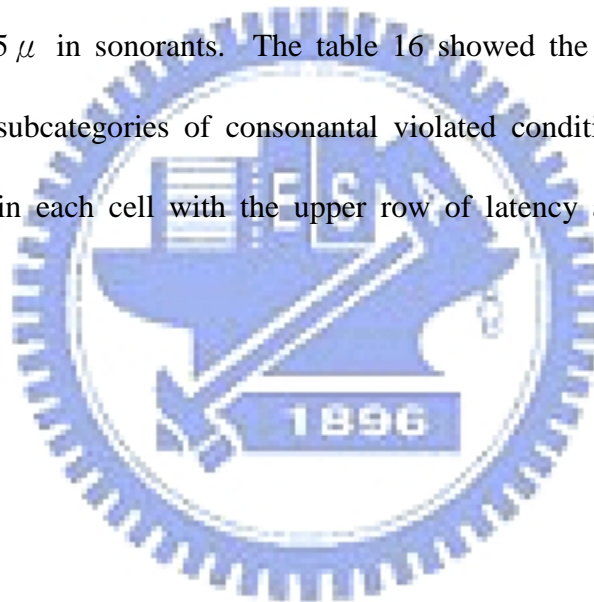 5 μ in sonorants. The table 16 showed the
subcategories of consonantal violated conditi
in each cell with the upper row of latency a
E S A
1896